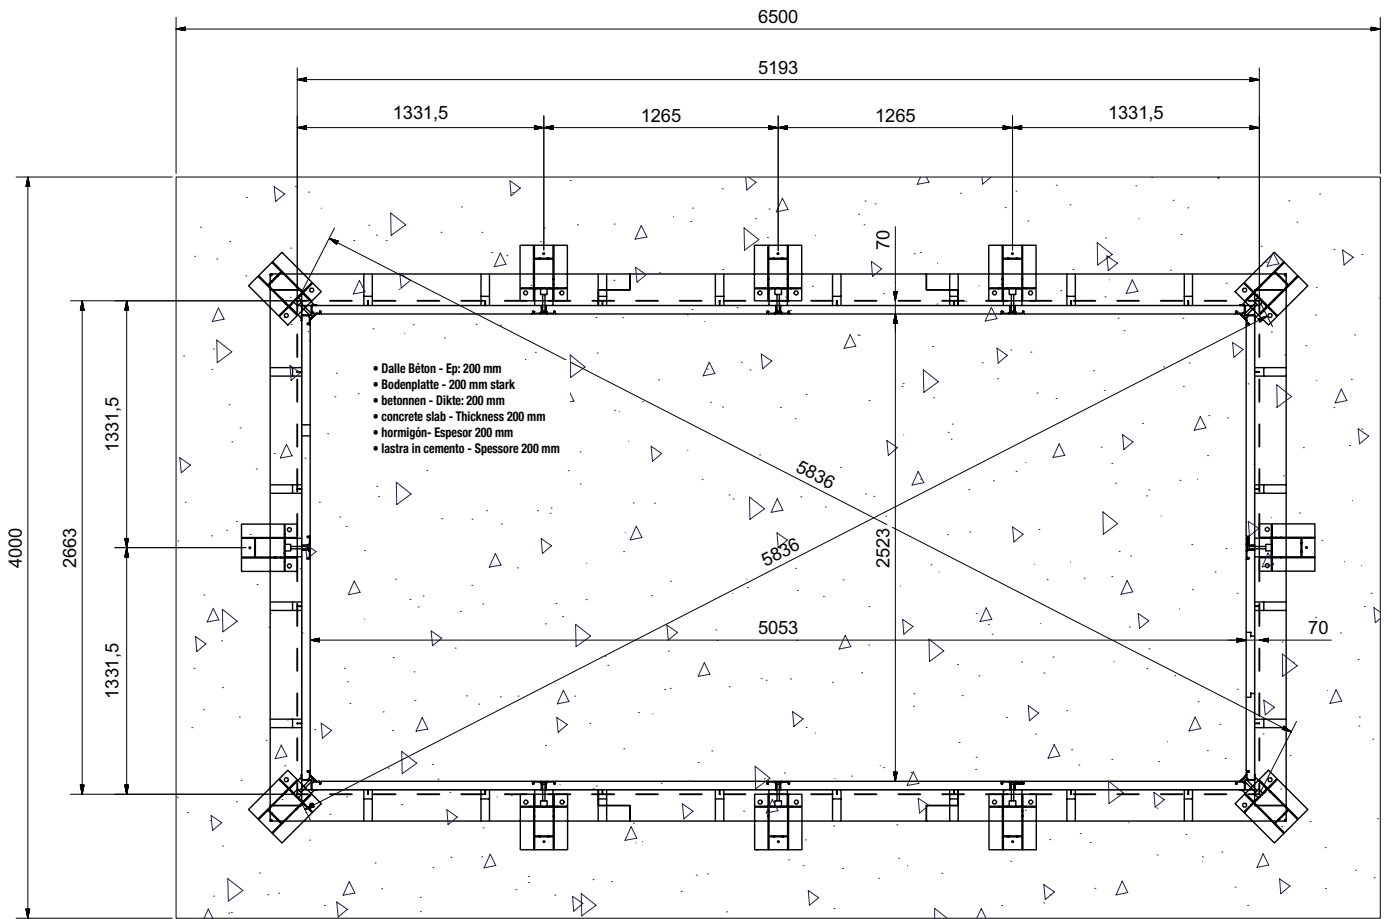 6500
5193
1331,5
1265
1265
1331,5
70
• Dalle Béton - Ep: 200 mm
• Bodenplatte - 200 mm stark
• betonnen - Dikte: 200 mm
• concrete slab - Thickness 200 mm
• hormigón- Espesor 200 mm
• lastra in cemento - Spessore 200 mm
1331,5
5836
4000
2663
5836
2523
5053
70
1331,5